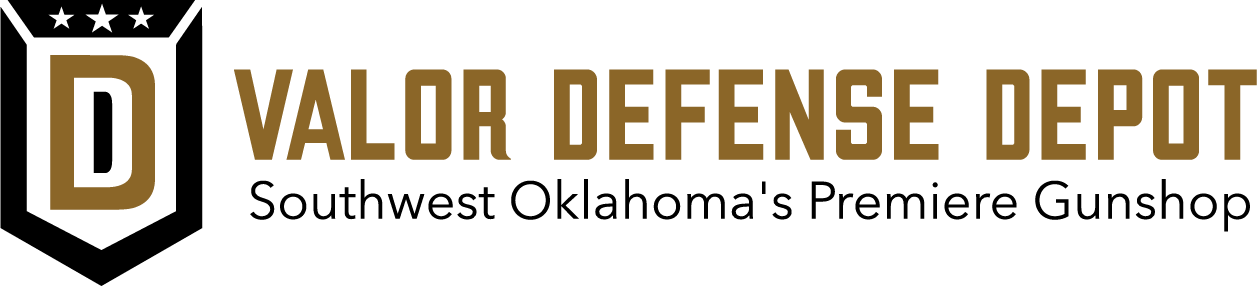 D
VALOR DEFENSE DEPOT
Southwest Oklahoma's Premiere Gunshop